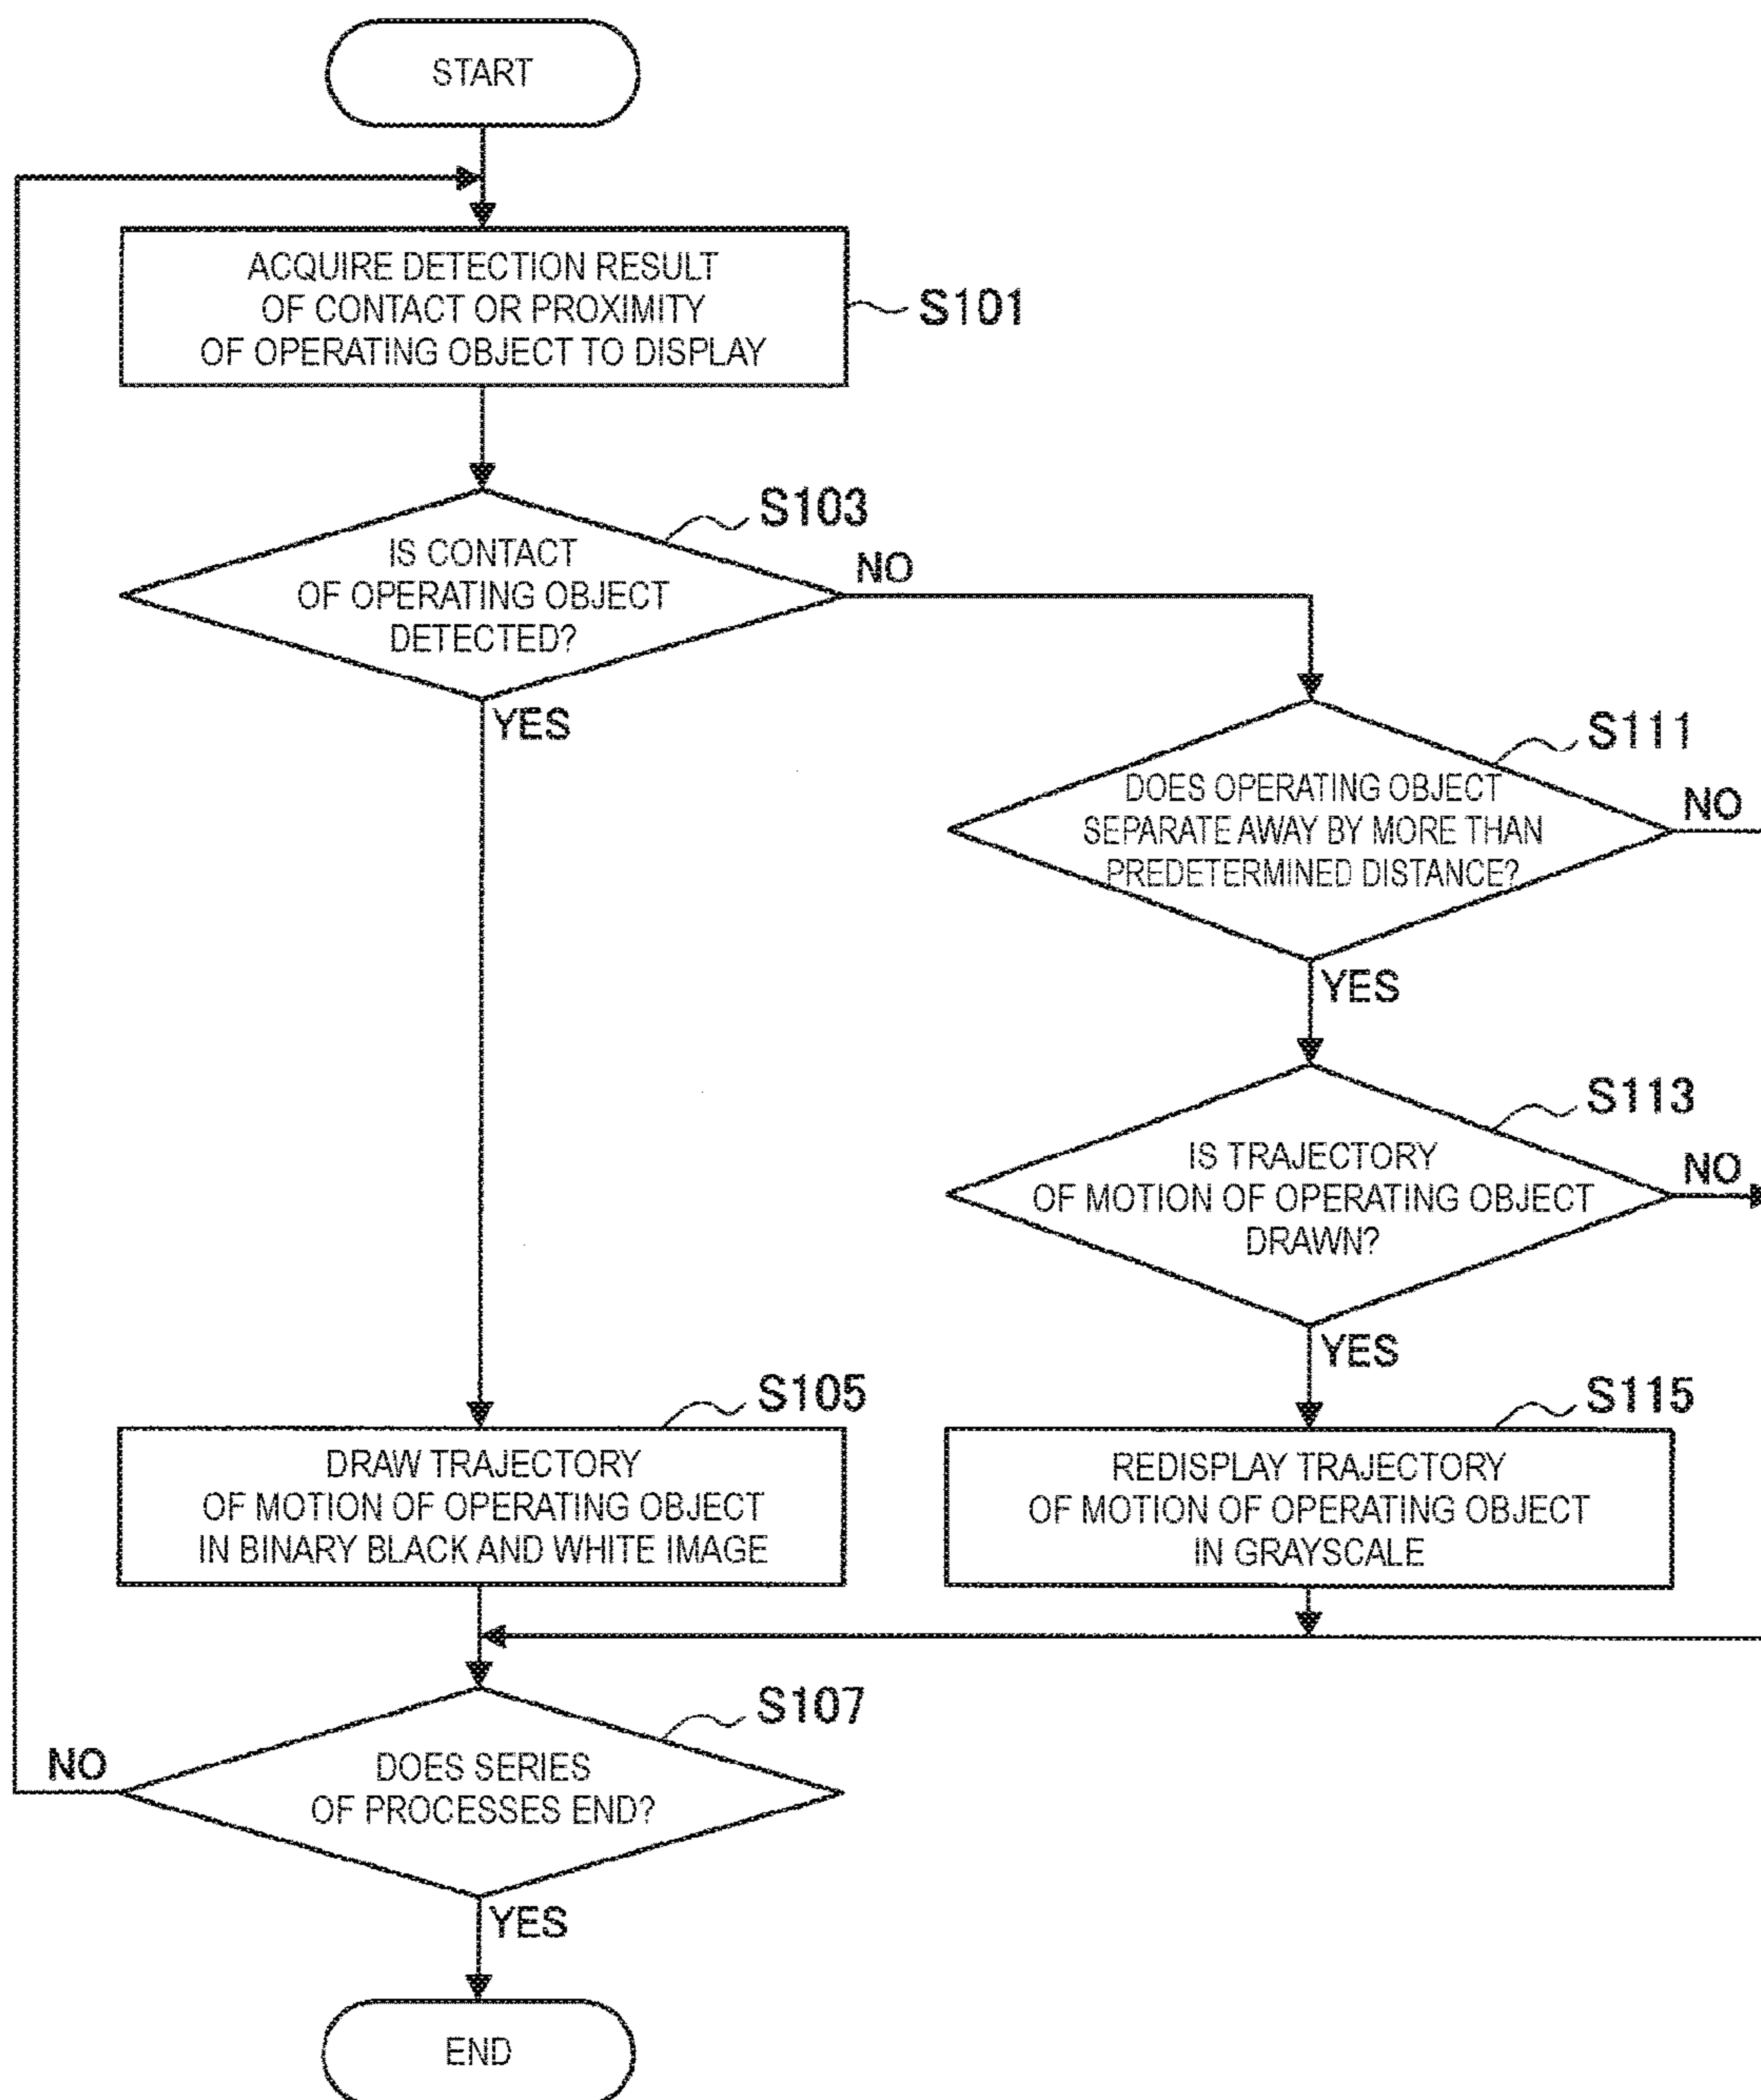 START
ACQUIRE DETECTION RESULT
OF CONTACT OR PROXIMITY
OF OPERATING OBJECT TO DISPLAY
S101
S103
IS CONTACT
OF OPERATING OBJECT
DETECTED?
NO
YES
S111
DOES OPERATING OBJECT
SEPARATE AWAY BY MORE THAN
PREDETERMINED DISTANCE?
NO
YES
S113
IS TRAJECTORY
OF MOTION OF OPERATING OBJECT
DRAWN?
NO
YES
S105
DRAW TRAJECTORY
OF MOTION OF OPERATING OBJECT
IN BINARY BLACK AND WHITE IMAGE
S115
REDISPLAY TRAJECTORY
OF MOTION OF OPERATING OBJECT
IN GRAYSCALE
S107
DOES SERIES
OF PROCESSES END?
NO
YES
END